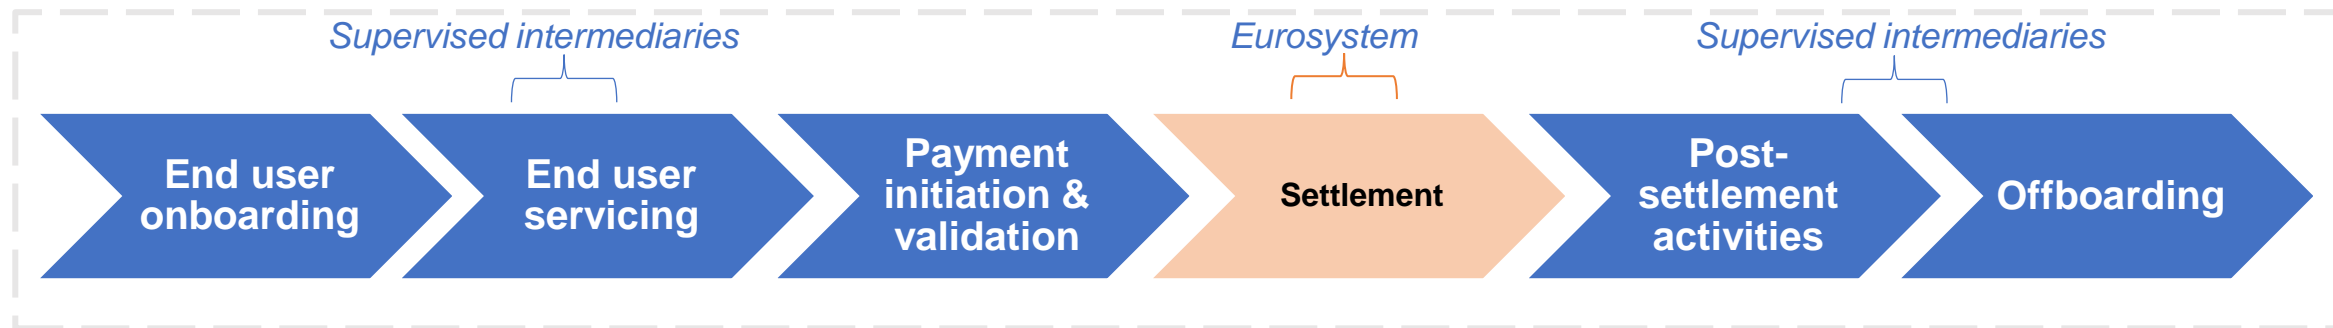 Supervised intermediaries
Eurosystem
Supervised intermediaries
End user
onboarding
End user
servicing
Payment
initiation &
validation
Settlement
Post-
settlement
activities
Offboarding